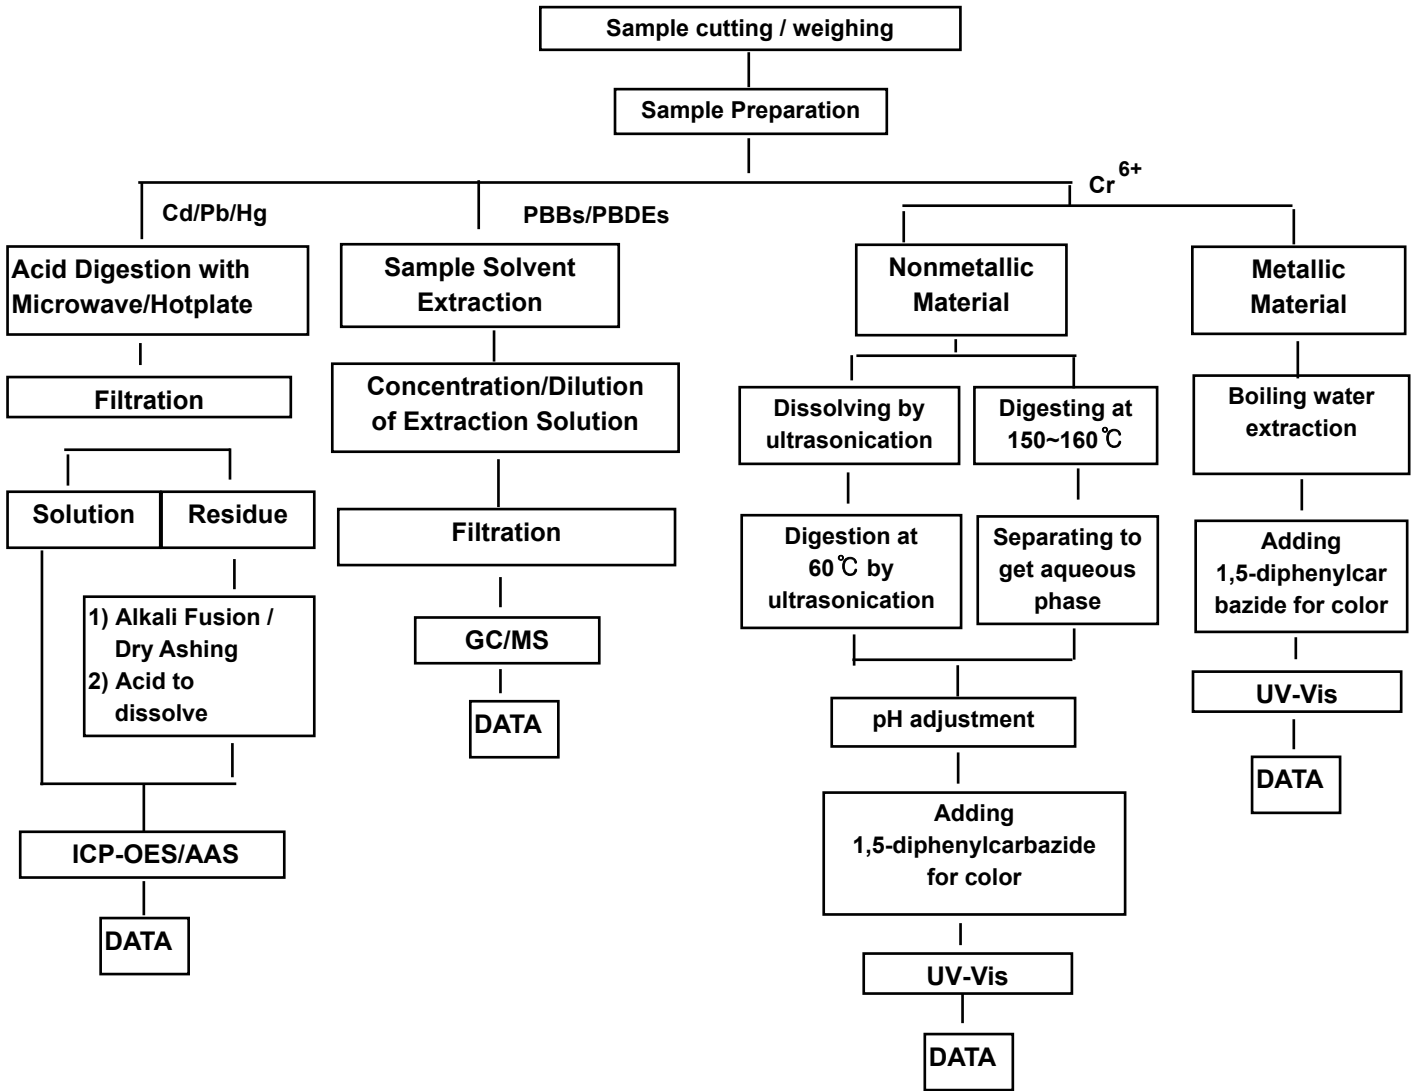 Sample cutting / weighing
Sample Preparation
Cr 6+
Cd/Pb/Hg
PBBs/PBDEs
Acid Digestion with
Microwave/Hotplate
Filtration
Solution
Residue
1) Alkali Fusion /
Dry Ashing
2) Acid to
dissolve
ICP-OES/AAS
DATA
Sample Solvent
Extraction
Concentration/Dilution
of Extraction Solution
Filtration
GC/MS
DATA
Nonmetallic
Material
Dissolving by
ultrasonication
Digestion at
60℃ by
ultrasonication
Digesting at
150~160℃
Separating to
get aqueous
phase
pH adjustment
Adding
1,5-diphenylcarbazide
for color
UV-Vis
DATA
Metallic
Material
Boiling water
extraction
Adding
1,5-diphenylcar
bazide for color
UV-Vis
DATA